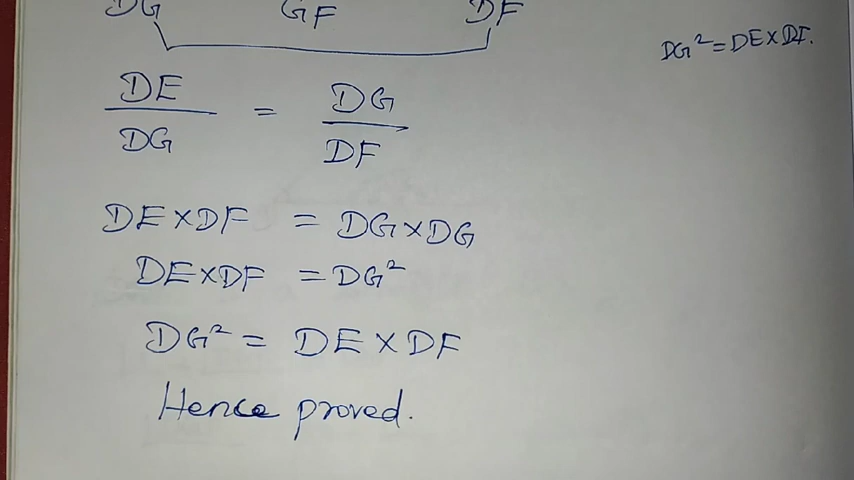 DG GF DF
DG² = DE×DF.
DE/DG = DG/DF
DE×DF = DG×DG
DE×DF = DG²
DG² = DE × DF
Hence proved.